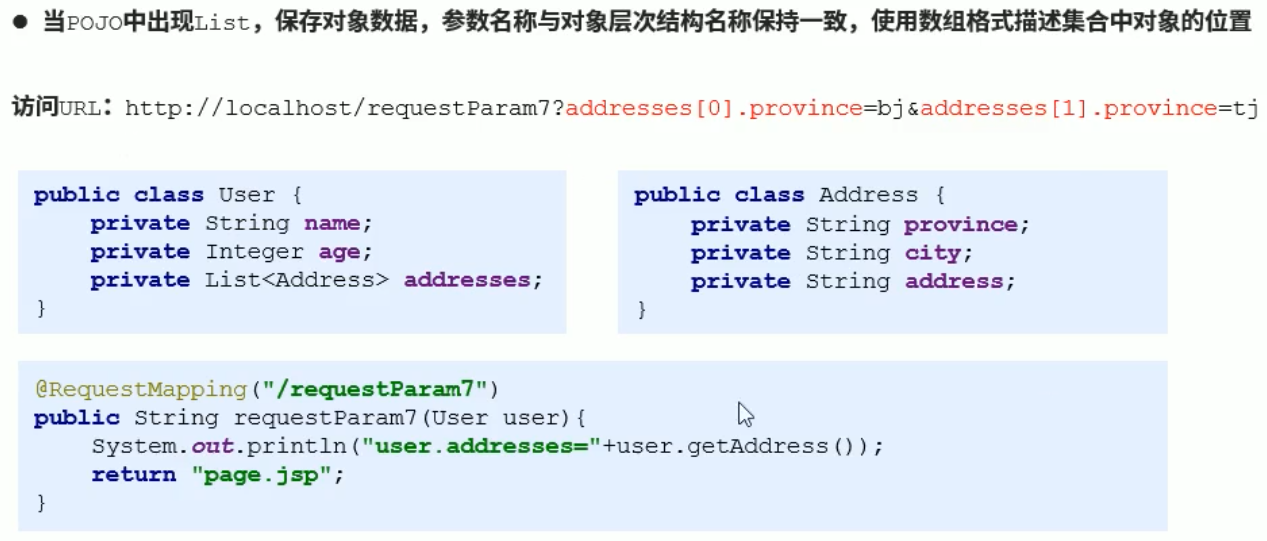 ● 当POJO中出现List，保存对象数据，参数名称与对象层次结构名称保持一致，使用数组格式描述集合中对象的位置
访问URL：http://localhost/requestParam7?addresses[0].province=bj&addresses[1].province=tj
public class User {
    private String name;
    private Integer age;
    private List<Address> addresses;
}
public class Address {
    private String province;
    private String city;
    private String address;
}
@RequestMapping("/requestParam7")
public String requestParam7(User user){
    System.out.println("user.addresses="+user.getAddress());
    return "page.jsp";
}